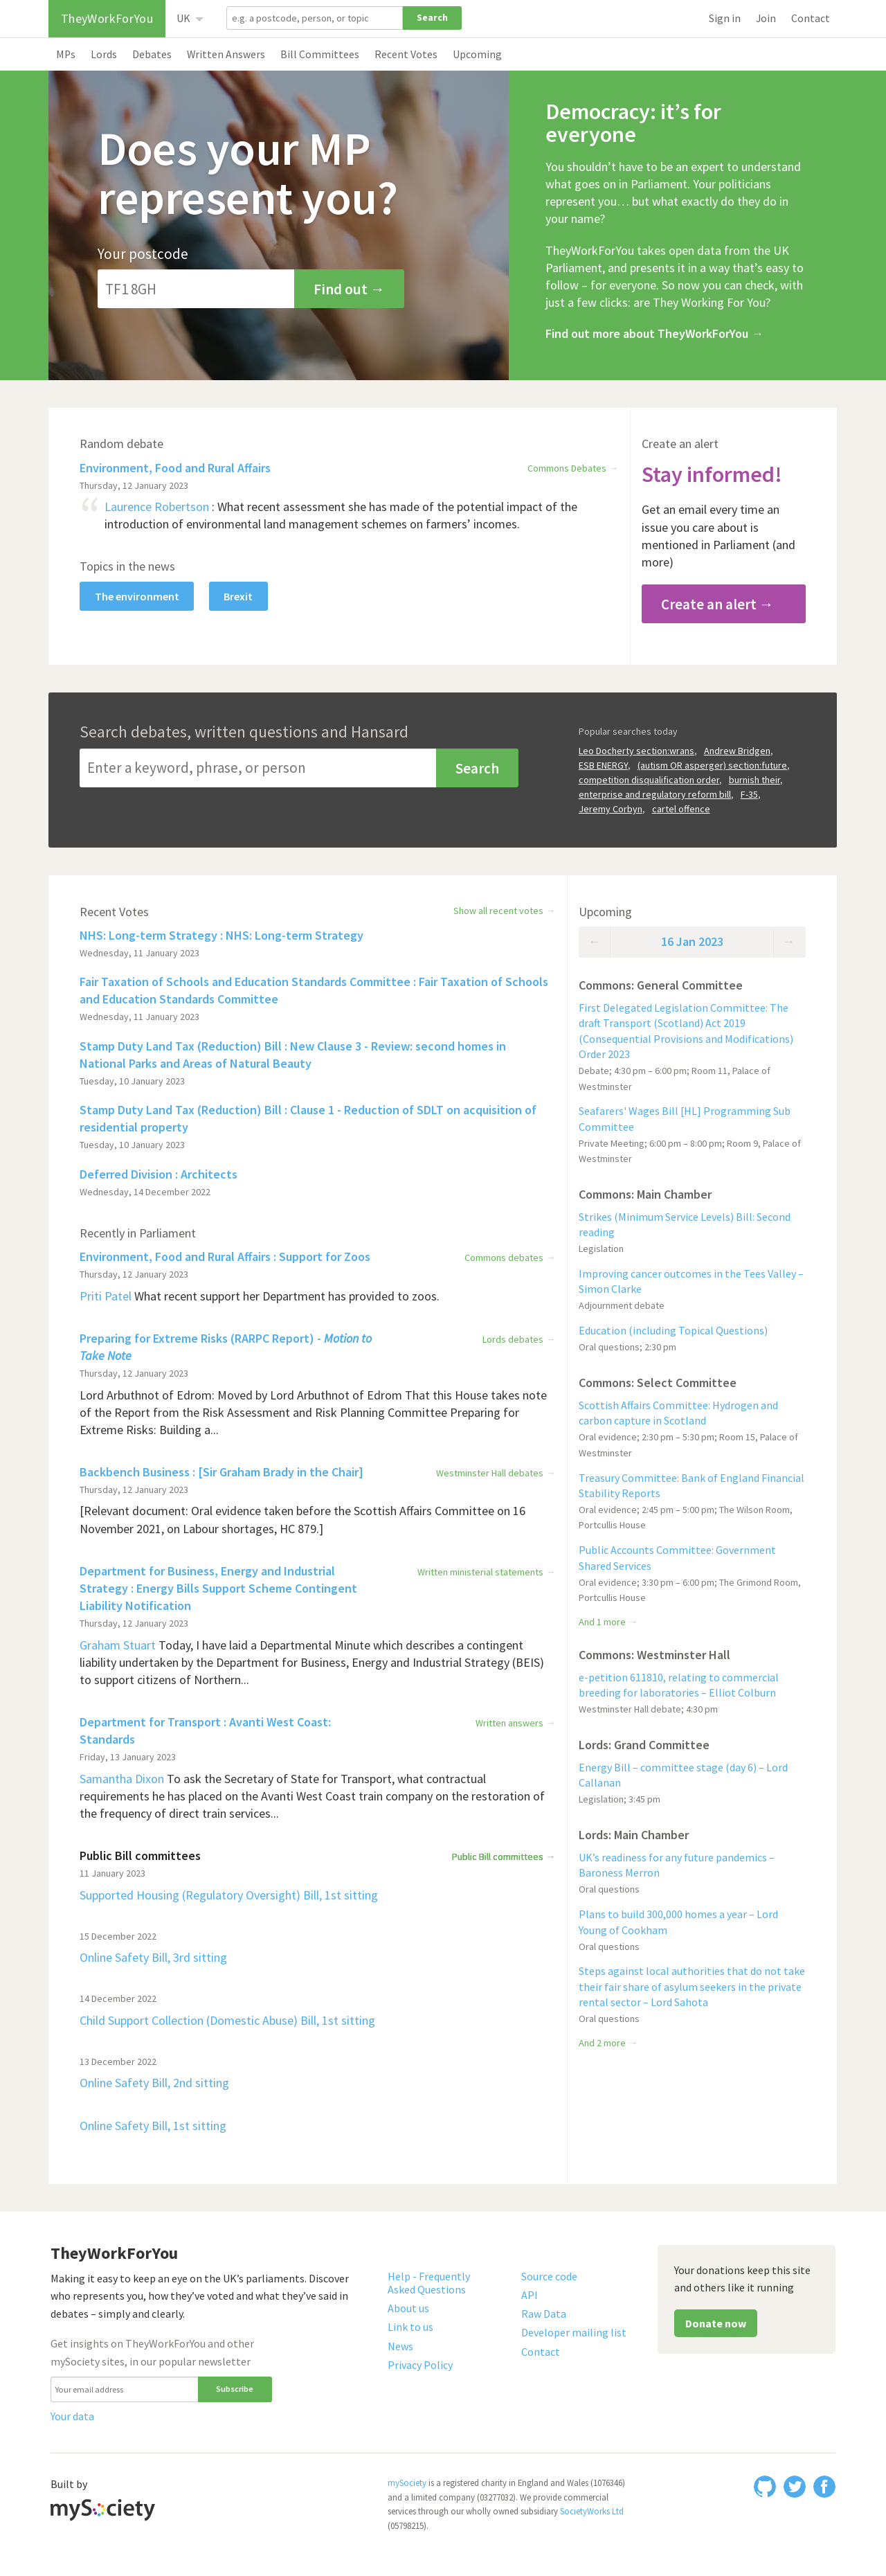 TheyWorkForYou
UK
e.g. a postcode, person, or topic
Search
Sign in
Join
Contact
MPs
Lords
Debates
Written Answers
Bill Committees
Recent Votes
Upcoming
Does your MP
represent you?
Your postcode
TF1 8GH
Find out →
Democracy: it’s for
everyone
You shouldn’t have to be an expert to understand
what goes on in Parliament. Your politicians
represent you… but what exactly do they do in
your name?
TheyWorkForYou takes open data from the UK
Parliament, and presents it in a way that’s easy to
follow – for everyone. So now you can check, with
just a few clicks: are They Working For You?
Find out more about TheyWorkForYou →
Random debate
Environment, Food and Rural Affairs
Commons Debates →
Thursday, 12 January 2023
“ Laurence Robertson : What recent assessment she has made of the potential impact of the
introduction of environmental land management schemes on farmers’ incomes.
Topics in the news
The environment
Brexit
Create an alert
Stay informed!
Get an email every time an
issue you care about is
mentioned in Parliament (and
more)
Create an alert →
Search debates, written questions and Hansard
Enter a keyword, phrase, or person
Search
Popular searches today
Leo Docherty section:wrans, Andrew Bridgen,
ESB ENERGY, (autism OR asperger) section:future,
competition disqualification order, burnish their,
enterprise and regulatory reform bill, F-35,
Jeremy Corbyn, cartel offence
Recent Votes
Show all recent votes →
NHS: Long-term Strategy : NHS: Long-term Strategy
Wednesday, 11 January 2023
Fair Taxation of Schools and Education Standards Committee : Fair Taxation of Schools
and Education Standards Committee
Wednesday, 11 January 2023
Stamp Duty Land Tax (Reduction) Bill : New Clause 3 - Review: second homes in
National Parks and Areas of Natural Beauty
Tuesday, 10 January 2023
Stamp Duty Land Tax (Reduction) Bill : Clause 1 - Reduction of SDLT on acquisition of
residential property
Tuesday, 10 January 2023
Deferred Division : Architects
Wednesday, 14 December 2022
Recently in Parliament
Environment, Food and Rural Affairs : Support for Zoos
Commons debates →
Thursday, 12 January 2023
Priti Patel What recent support her Department has provided to zoos.
Preparing for Extreme Risks (RARPC Report) - Motion to
Take Note
Lords debates →
Thursday, 12 January 2023
Lord Arbuthnot of Edrom: Moved by Lord Arbuthnot of Edrom That this House takes note
of the Report from the Risk Assessment and Risk Planning Committee Preparing for
Extreme Risks: Building a...
Backbench Business : [Sir Graham Brady in the Chair]
Westminster Hall debates →
Thursday, 12 January 2023
[Relevant document: Oral evidence taken before the Scottish Affairs Committee on 16
November 2021, on Labour shortages, HC 879.]
Department for Business, Energy and Industrial
Strategy : Energy Bills Support Scheme Contingent
Liability Notification
Written ministerial statements →
Thursday, 12 January 2023
Graham Stuart Today, I have laid a Departmental Minute which describes a contingent
liability undertaken by the Department for Business, Energy and Industrial Strategy (BEIS)
to support citizens of Northern...
Department for Transport : Avanti West Coast:
Standards
Written answers →
Friday, 13 January 2023
Samantha Dixon To ask the Secretary of State for Transport, what contractual
requirements he has placed on the Avanti West Coast train company on the restoration of
the frequency of direct train services...
Public Bill committees
Public Bill committees →
11 January 2023
Supported Housing (Regulatory Oversight) Bill, 1st sitting
15 December 2022
Online Safety Bill, 3rd sitting
14 December 2022
Child Support Collection (Domestic Abuse) Bill, 1st sitting
13 December 2022
Online Safety Bill, 2nd sitting
Online Safety Bill, 1st sitting
Upcoming
← 16 Jan 2023 →
Commons: General Committee
First Delegated Legislation Committee: The
draft Transport (Scotland) Act 2019
(Consequential Provisions and Modifications)
Order 2023
Debate; 4:30 pm – 6:00 pm; Room 11, Palace of
Westminster
Seafarers' Wages Bill [HL] Programming Sub
Committee
Private Meeting; 6:00 pm – 8:00 pm; Room 9, Palace of
Westminster
Commons: Main Chamber
Strikes (Minimum Service Levels) Bill: Second
reading
Legislation
Improving cancer outcomes in the Tees Valley –
Simon Clarke
Adjournment debate
Education (including Topical Questions)
Oral questions; 2:30 pm
Commons: Select Committee
Scottish Affairs Committee: Hydrogen and
carbon capture in Scotland
Oral evidence; 2:30 pm – 5:30 pm; Room 15, Palace of
Westminster
Treasury Committee: Bank of England Financial
Stability Reports
Oral evidence; 2:45 pm – 5:00 pm; The Wilson Room,
Portcullis House
Public Accounts Committee: Government
Shared Services
Oral evidence; 3:30 pm – 6:00 pm; The Grimond Room,
Portcullis House
And 1 more →
Commons: Westminster Hall
e-petition 611810, relating to commercial
breeding for laboratories – Elliot Colburn
Westminster Hall debate; 4:30 pm
Lords: Grand Committee
Energy Bill – committee stage (day 6) – Lord
Callanan
Legislation; 3:45 pm
Lords: Main Chamber
UK’s readiness for any future pandemics –
Baroness Merron
Oral questions
Plans to build 300,000 homes a year – Lord
Young of Cookham
Oral questions
Steps against local authorities that do not take
their fair share of asylum seekers in the private
rental sector – Lord Sahota
Oral questions
And 2 more →
TheyWorkForYou
Making it easy to keep an eye on the UK’s parliaments. Discover
who represents you, how they’ve voted and what they’ve said in
debates – simply and clearly.
Get insights on TheyWorkForYou and other
mySociety sites, in our popular newsletter
Your email address
Subscribe
Your data
Help - Frequently
Asked Questions
About us
Link to us
News
Privacy Policy
Source code
API
Raw Data
Developer mailing list
Contact
Your donations keep this site
and others like it running
Donate now
Built by
mySociety
mySociety is a registered charity in England and Wales (1076346)
and a limited company (03277032). We provide commercial
services through our wholly owned subsidiary SocietyWorks Ltd
(05798215).